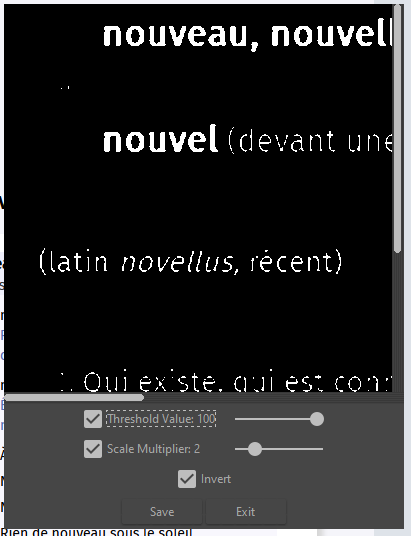 nouveau, nouvell
nouvel (devant une
(latin novellus, récent)
1. Qui existe, qui est conn
Threshold Value: 100
Scale Multiplier: 2
Invert
Save
Exit
Rien de nouveau sous le soleil